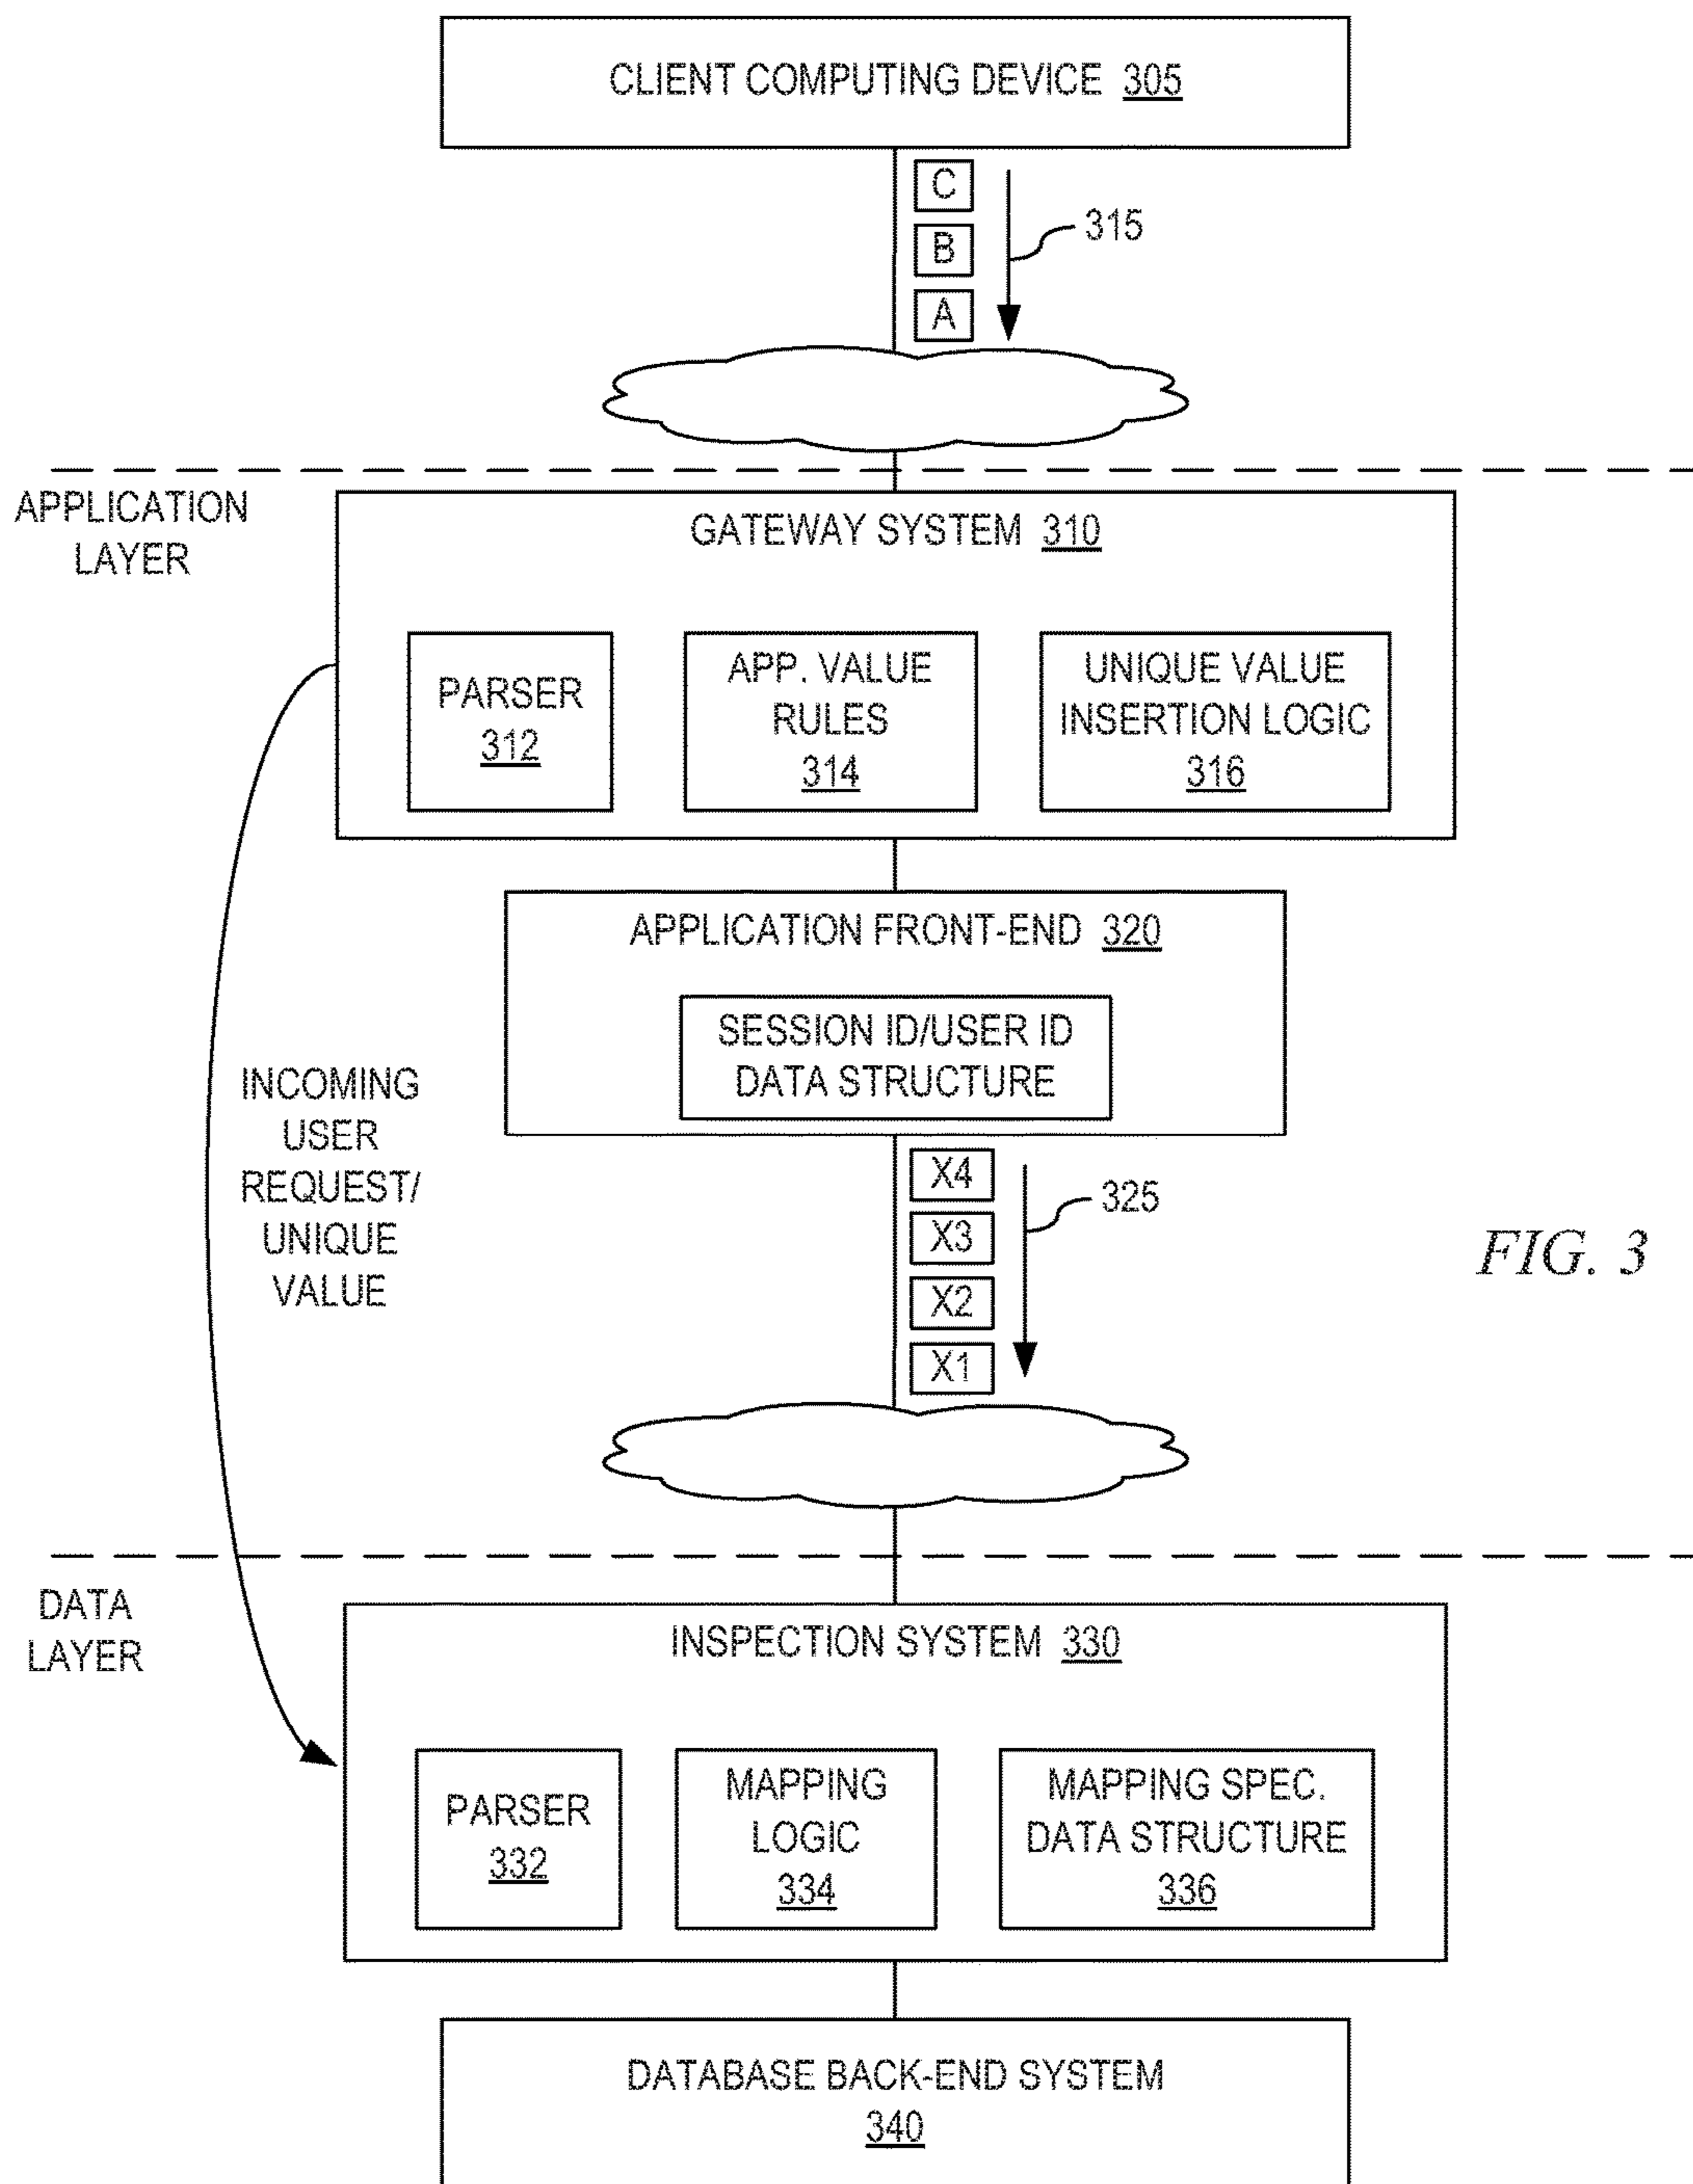 CLIENT COMPUTING DEVICE 305
C
B
A
315
APPLICATION
LAYER
GATEWAY SYSTEM 310
PARSER
312
APP. VALUE
RULES
314
UNIQUE VALUE
INSERTION LOGIC
316
APPLICATION FRONT-END 320
SESSION ID/USER ID
DATA STRUCTURE
INCOMING
USER
REQUEST/
UNIQUE
VALUE
X4
X3
X2
X1
325
FIG. 3
DATA
LAYER
INSPECTION SYSTEM 330
PARSER
332
MAPPING
LOGIC
334
MAPPING SPEC.
DATA STRUCTURE
336
DATABASE BACK-END SYSTEM
340